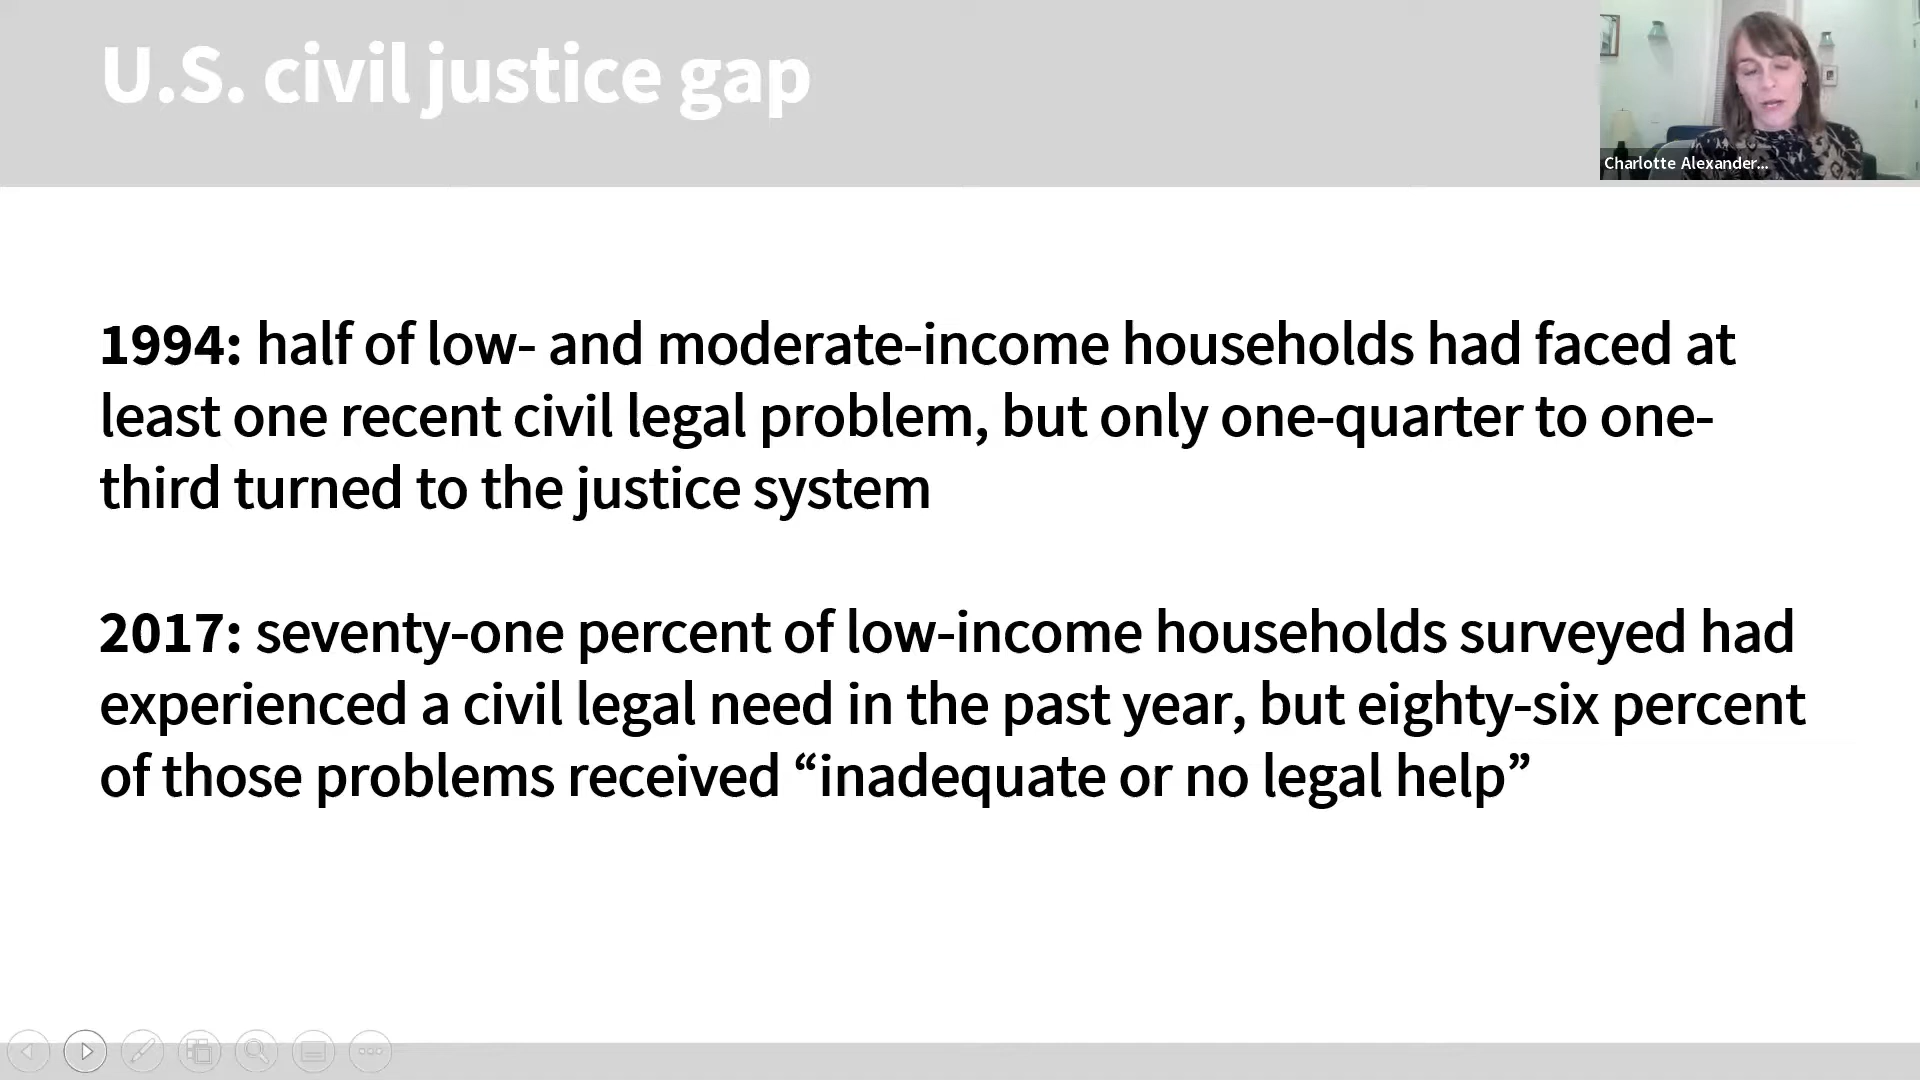 U.S. civil justice gap
Charlotte Alexander...
1994: half of low- and moderate-income households had faced at
least one recent civil legal problem, but only one-quarter to one-
third turned to the justice system
2017: seventy-one percent of low-income households surveyed had
experienced a civil legal need in the past year, but eighty-six percent
of those problems received “inadequate or no legal help”